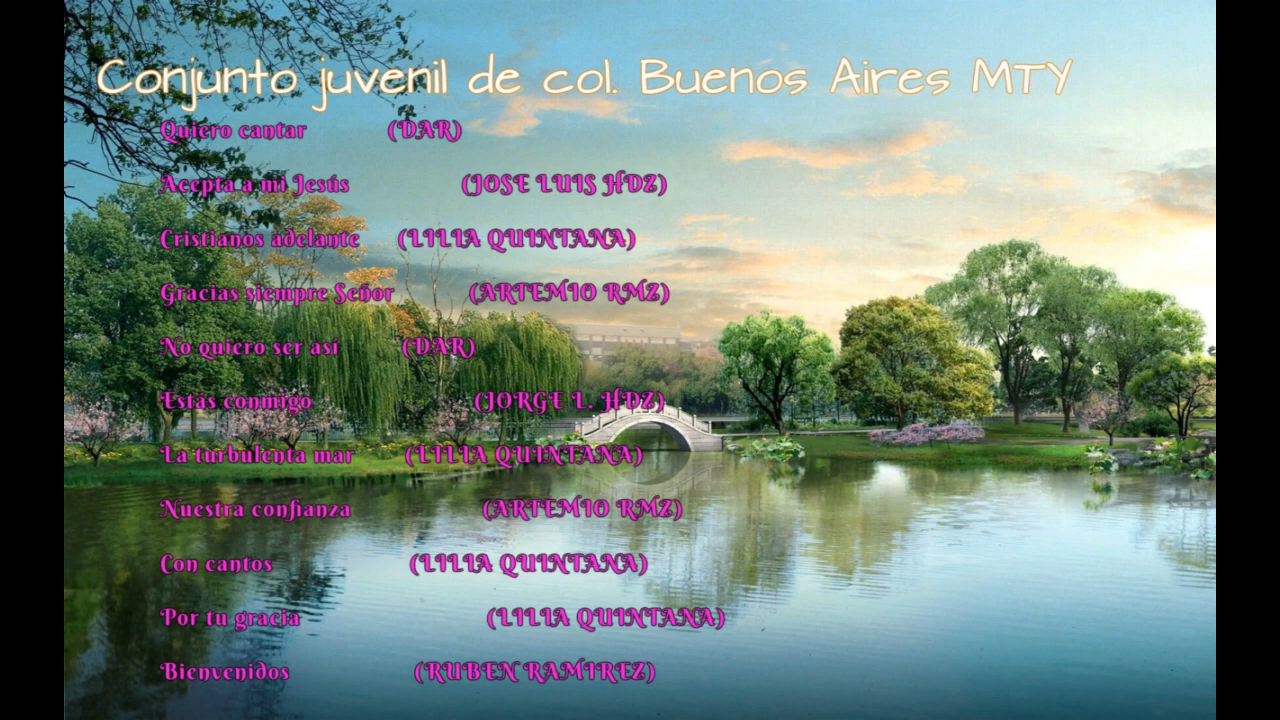 Conjunto juvenil de col. Buenos Aires MTY
Quiero cantar (DAR)
Acepta a mi Jesús (JOSE LUIS HDZ)
Cristianos adelante (LILIA QUINTANA)
Gracias siempre Señor (ARTEMIO RMZ)
No quiero ser así (DAR)
Estás conmigo (JORGE L. HDZ)
La turbulenta mar (LILIA QUINTANA)
Nuestra confianza (ARTEMIO RMZ)
Con cantos (LILIA QUINTANA)
Por tu gracia (LILIA QUINTANA)
Bienvenidos (RUBEN RAMIREZ)